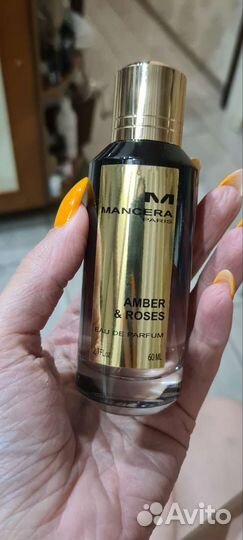 M
MANCERA
PARIS
AMBER
& ROSES
EAU DE PARFUM
60 ML
Avito